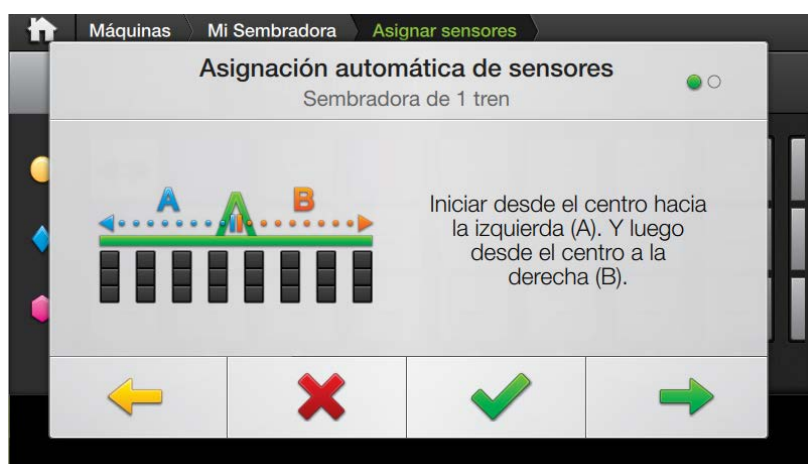 Máquinas
Mi Sembradora
Asignar sensores
Asignación automática de sensores
Sembradora de 1 tren
A
B
Iniciar desde el centro hacia
la izquierda (A). Y luego
desde el centro a la
derecha (B).